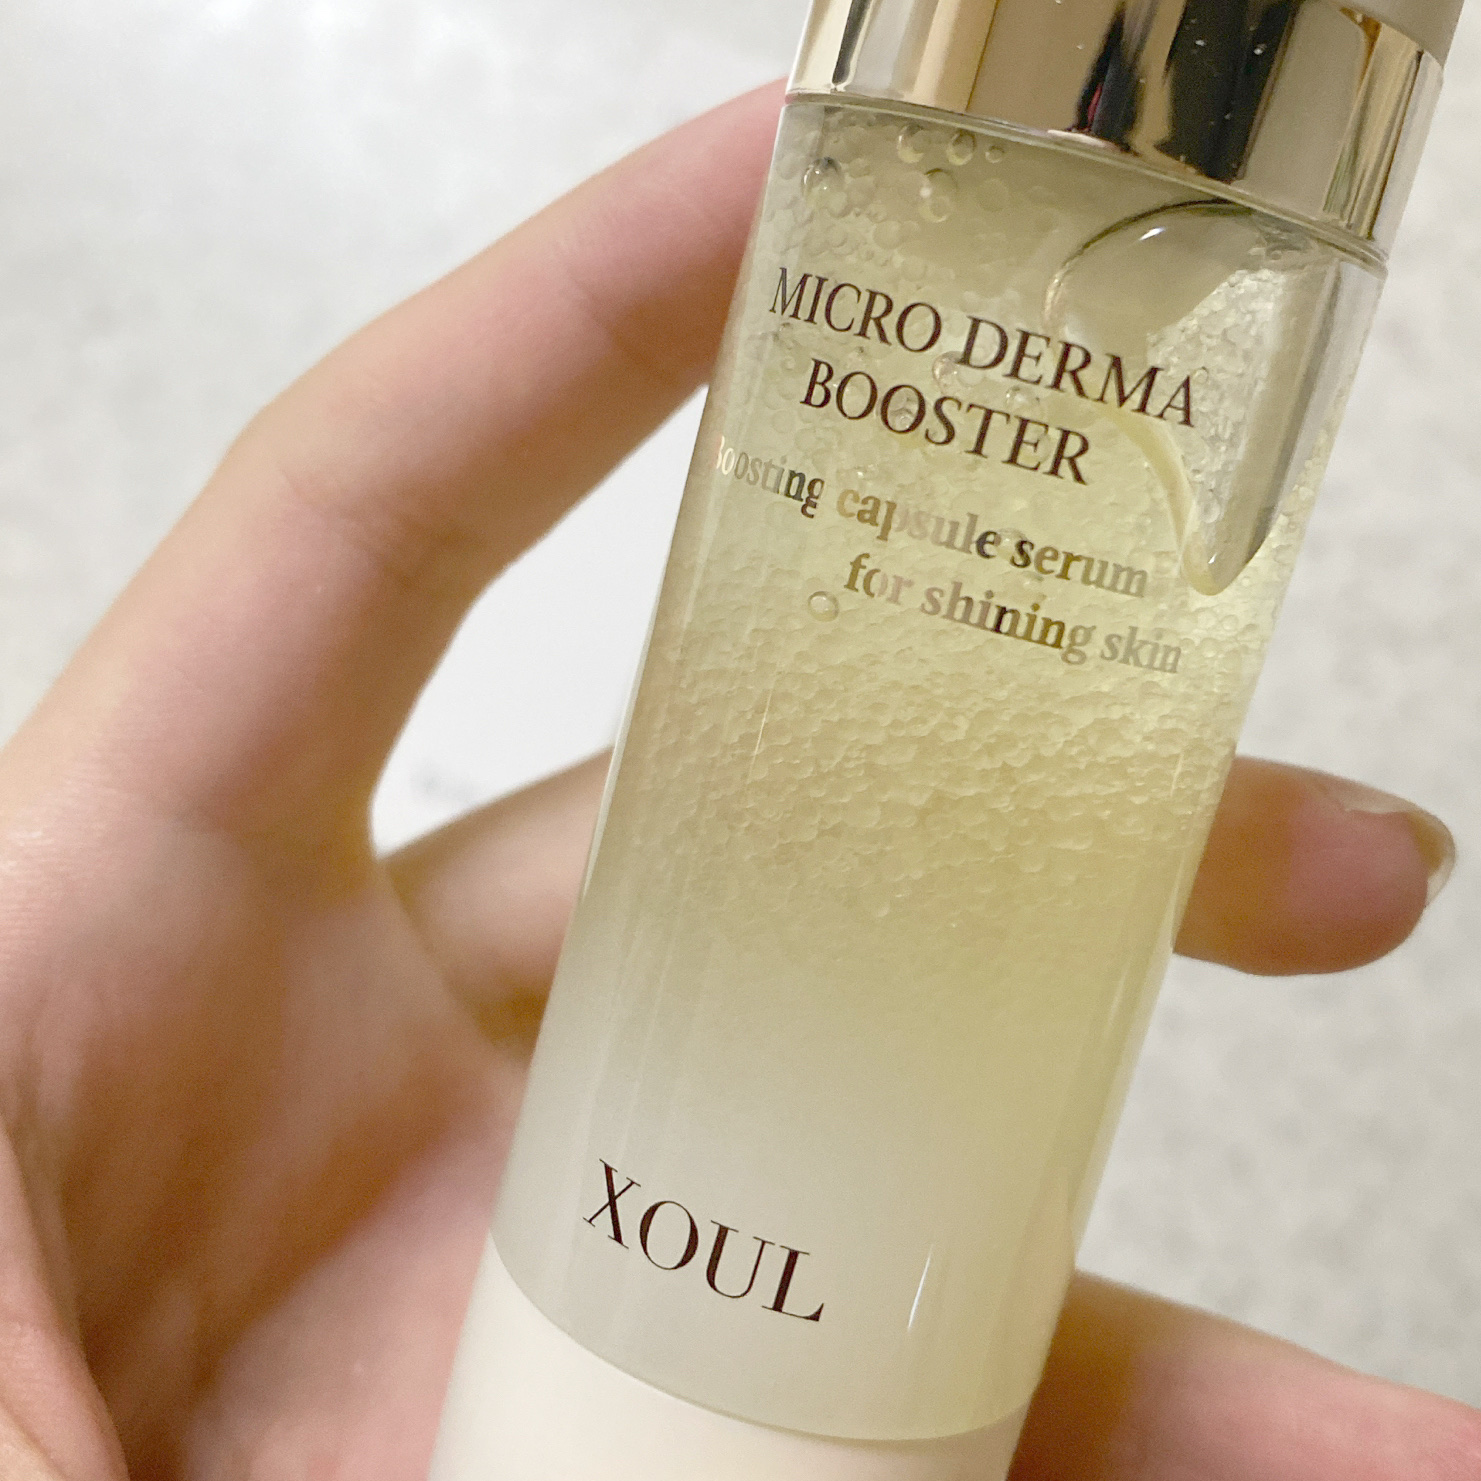 MICRO DERMA
BOOSTER
Boosting capsule serum
for shining skin
XOUL